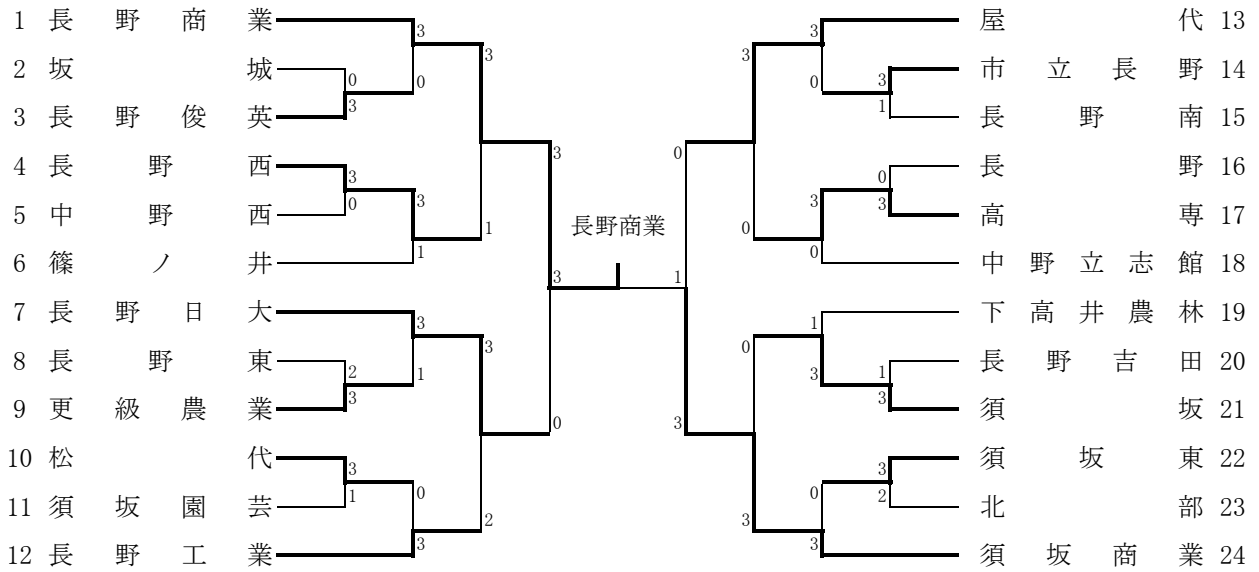 1 長野商業
2 坂城
3 長野俊英
4 長野西
5 中野西
6 篠ノ井
7 長野日大
8 長野東
9 更級農業
10 松代
11 須坂園芸
12 長野工業
3
0
0
3
3
3
0
3
1
1
3
3
2
3
1
3
3
1
0
3
2
0
3
長野商業
1
3
0
3
3
0
3
1
0
0
3
3
0
0
1
3
1
3
3
0
3
2
3
屋代 13
市立長野 14
長野南 15
長野 16
高専 17
中野立志館 18
下高井農林 19
長野吉田 20
須坂 21
須坂東 22
北部 23
須坂商業 24